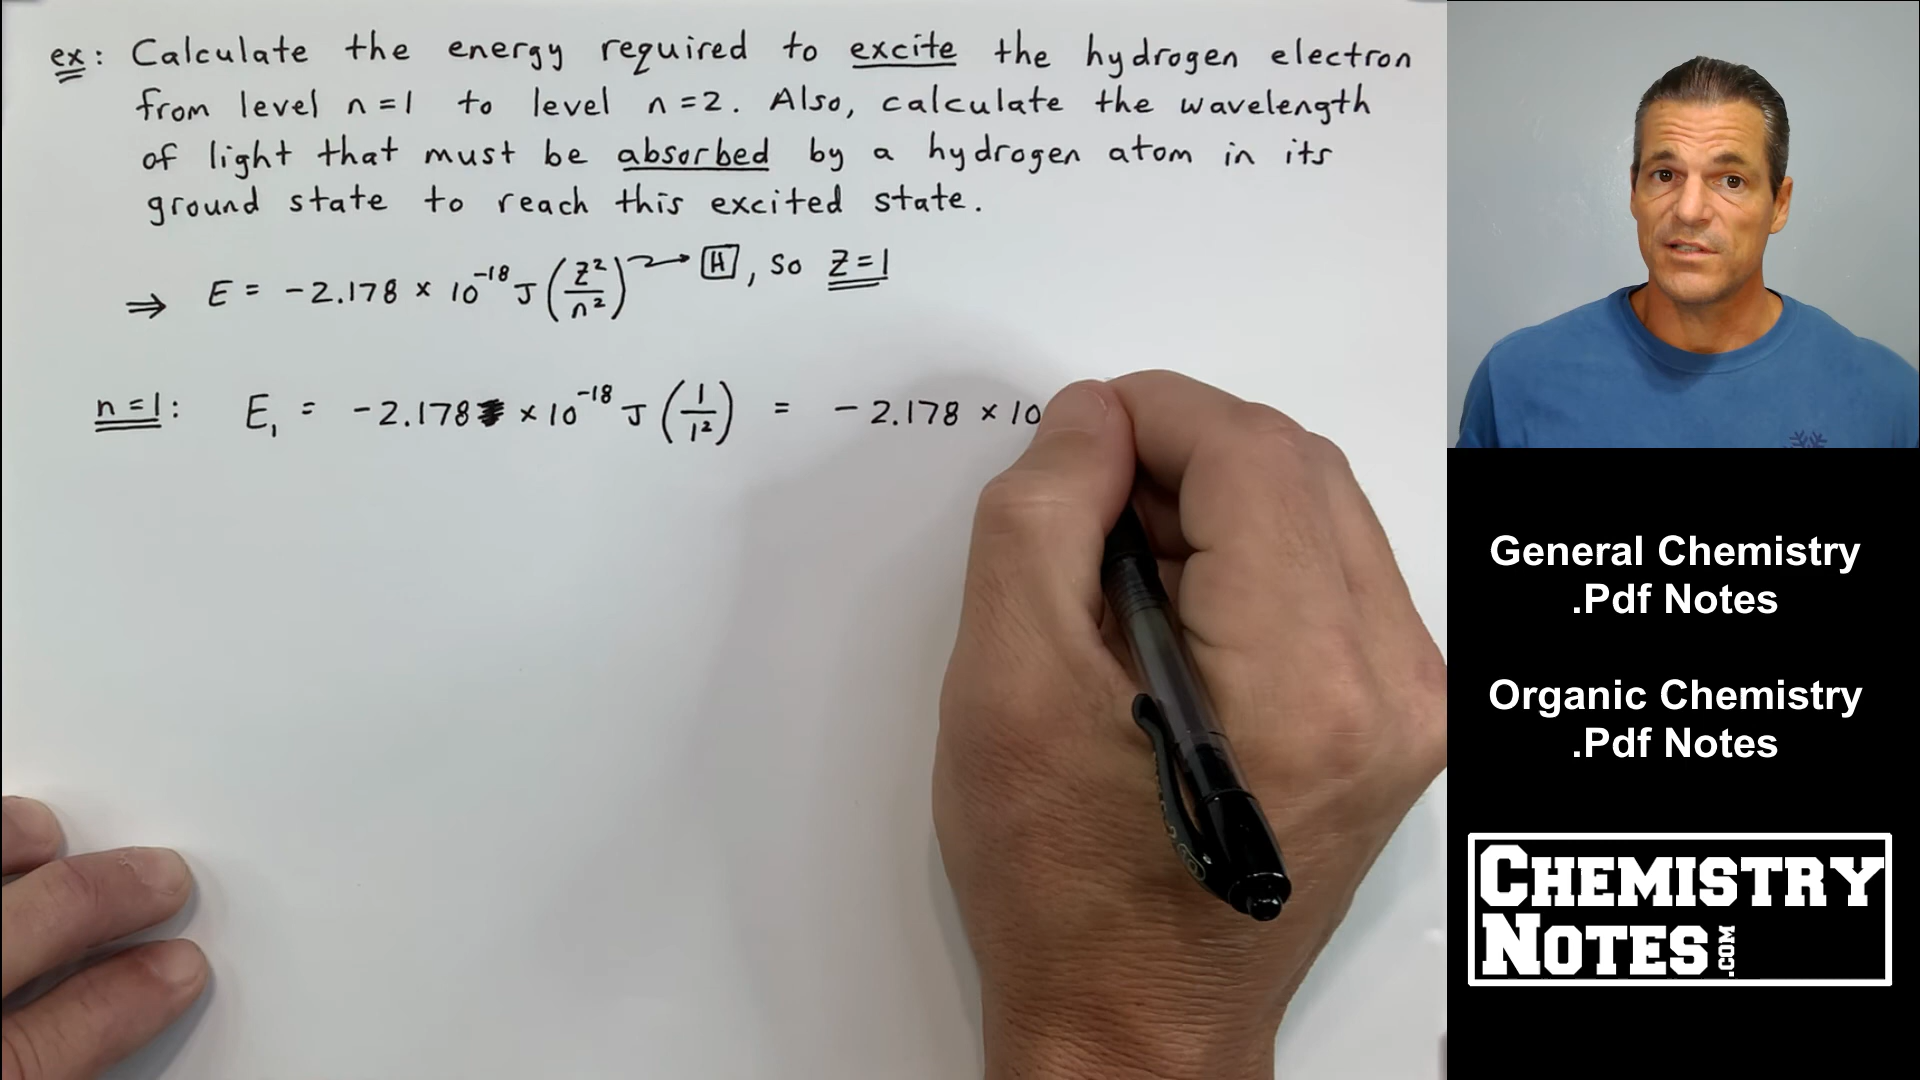 ex: Calculate the energy required to excite the hydrogen electron
from level n=1 to level n=2. Also, calculate the wavelength
of light that must be absorbed by a hydrogen atom in its
ground state to reach this excited state.
⇒ E = -2.178 × 10⁻¹⁸ J (Z²/n²) → H, so Z=1
n=1: E₁ = -2.178 × 10⁻¹⁸ J (1/1²) = -2.178 × 10
General Chemistry
.Pdf Notes
Organic Chemistry
.Pdf Notes
CHEMISTRY
NOTES.COM